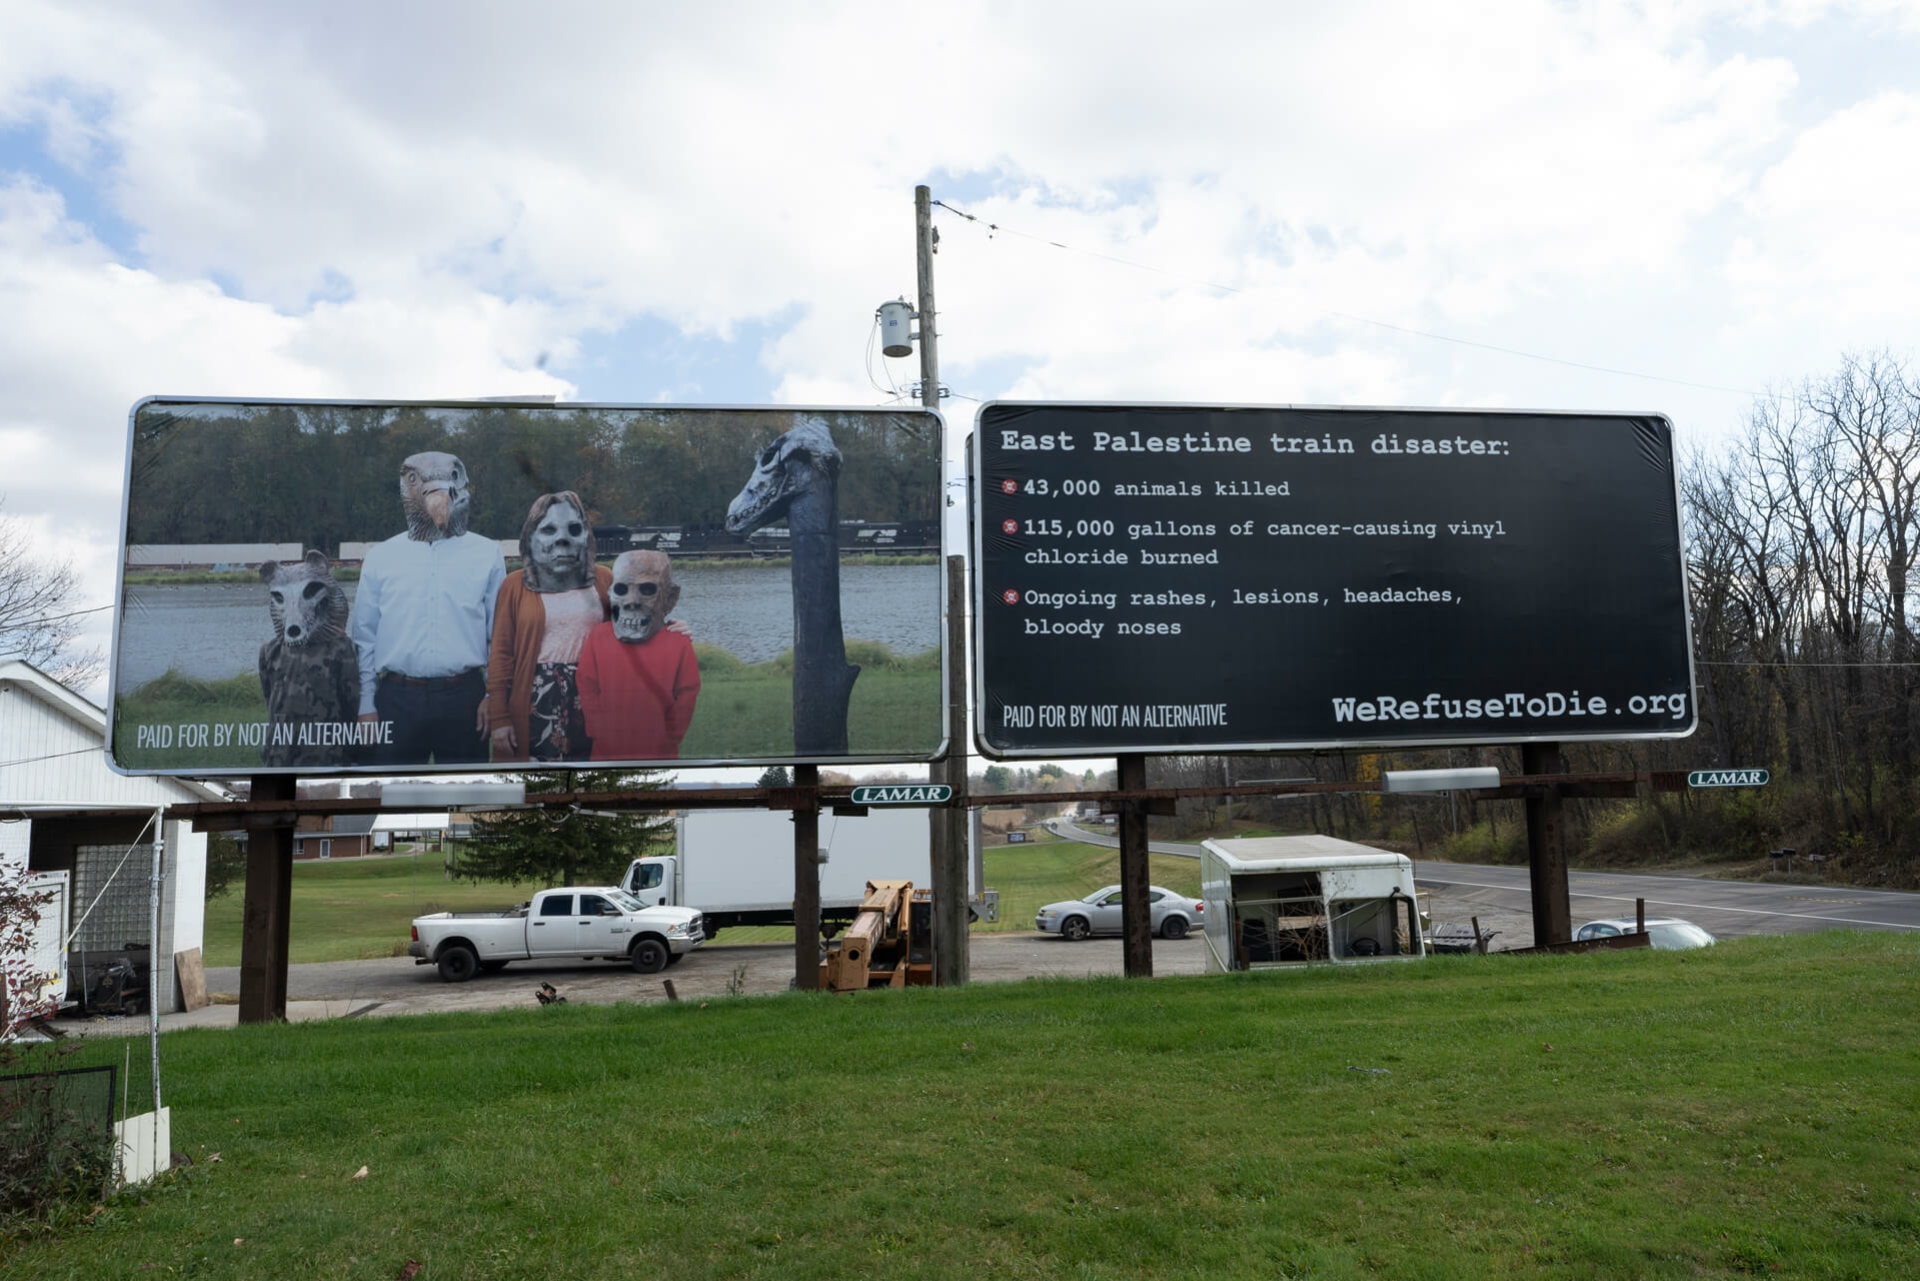 PAID FOR BY NOT AN ALTERNATIVE
East Palestine train disaster:
43,000 animals killed
115,000 gallons of cancer-causing vinyl
chloride burned
Ongoing rashes, lesions, headaches,
bloody noses
PAID FOR BY NOT AN ALTERNATIVE
WeRefuseToDie.org
LAMAR
LAMAR